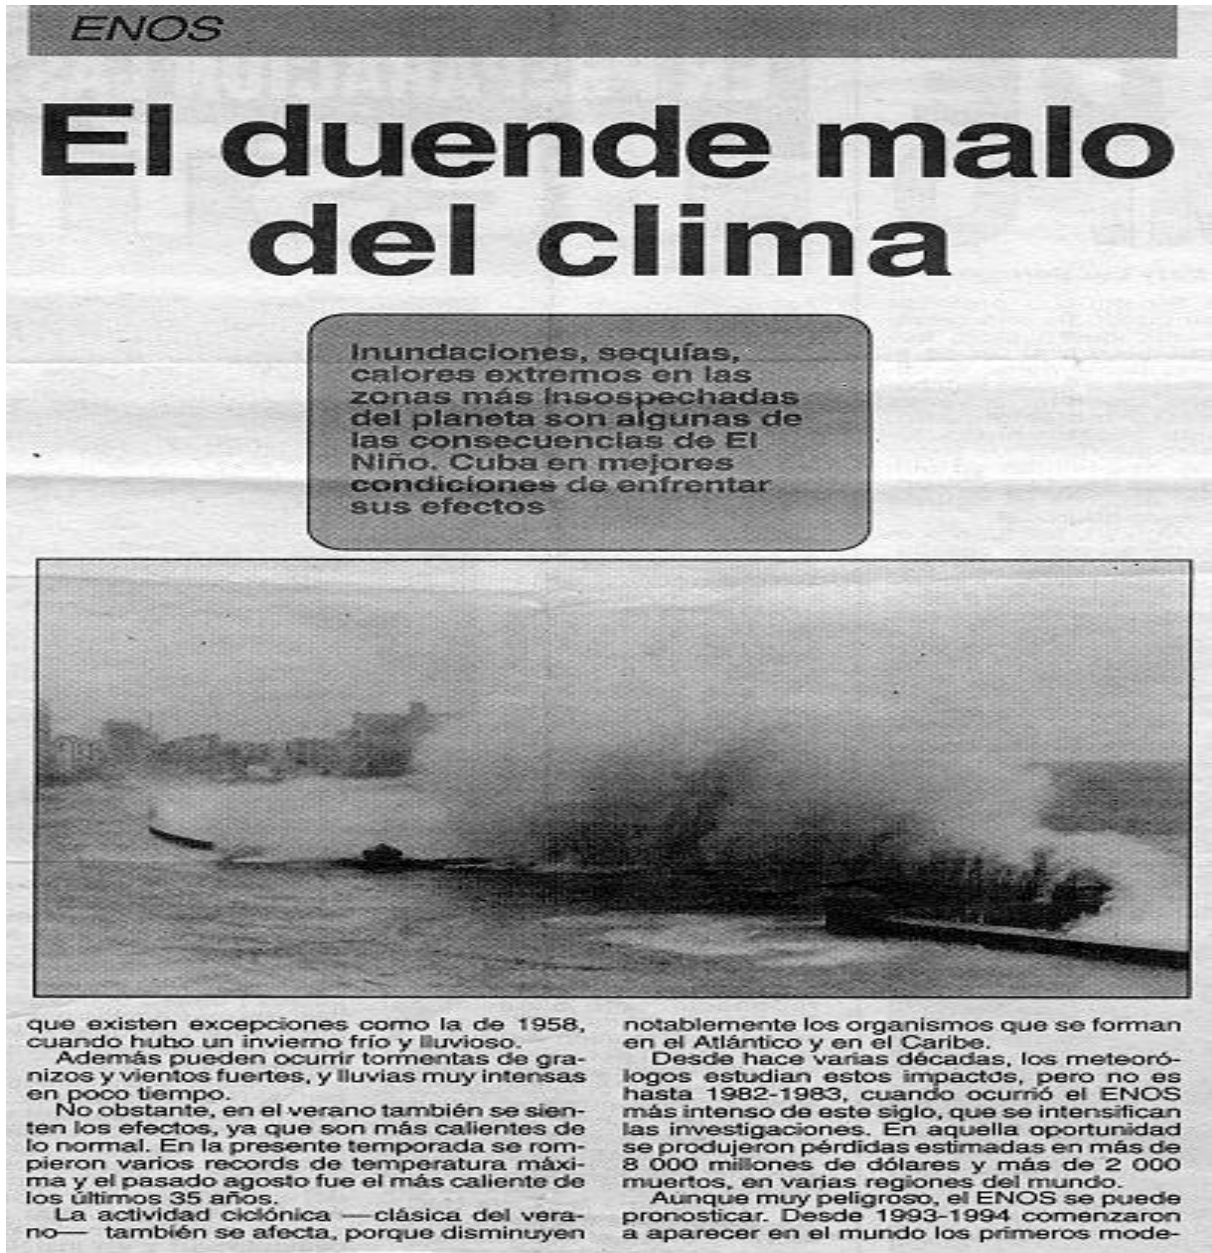 ENOS
El duende malo
del clima
Inundaciones, sequías,
calores extremos en las
zonas más insospechadas
del planeta son algunas de
las consecuencias de El
Niño. Cuba en mejores
condiciones de enfrentar
sus efectos
que existen excepciones como la de 1958,
cuando hubo un invierno frío y lluvioso.
Además pueden ocurrir tormentas de gra-
nizos y vientos fuertes, y lluvias muy intensas
en poco tiempo.
No obstante, en el verano también se sien-
ten los efectos, ya que son más calientes de
lo normal. En la presente temporada se rom-
pieron varios records de temperatura máxi-
ma y el pasado agosto fue el más caliente de
los últimos 35 años.
La actividad ciclónica —clásica del vera-
no— también se afecta, porque disminuyen
notablemente los organismos que se forman
en el Atlántico y en el Caribe.
Desde hace varias décadas, los meteoró-
logos estudian estos impactos, pero no es
hasta 1982-1983, cuando ocurrió el ENOS
más intenso de este siglo, que se intensifican
las investigaciones. En aquella oportunidad
se produjeron pérdidas estimadas en más de
8 000 millones de dólares y más de 2 000
muertos, en varias regiones del mundo.
Aunque muy peligroso, el ENOS se puede
pronosticar. Desde 1993-1994 comenzaron
a aparecer en el mundo los primeros mode-